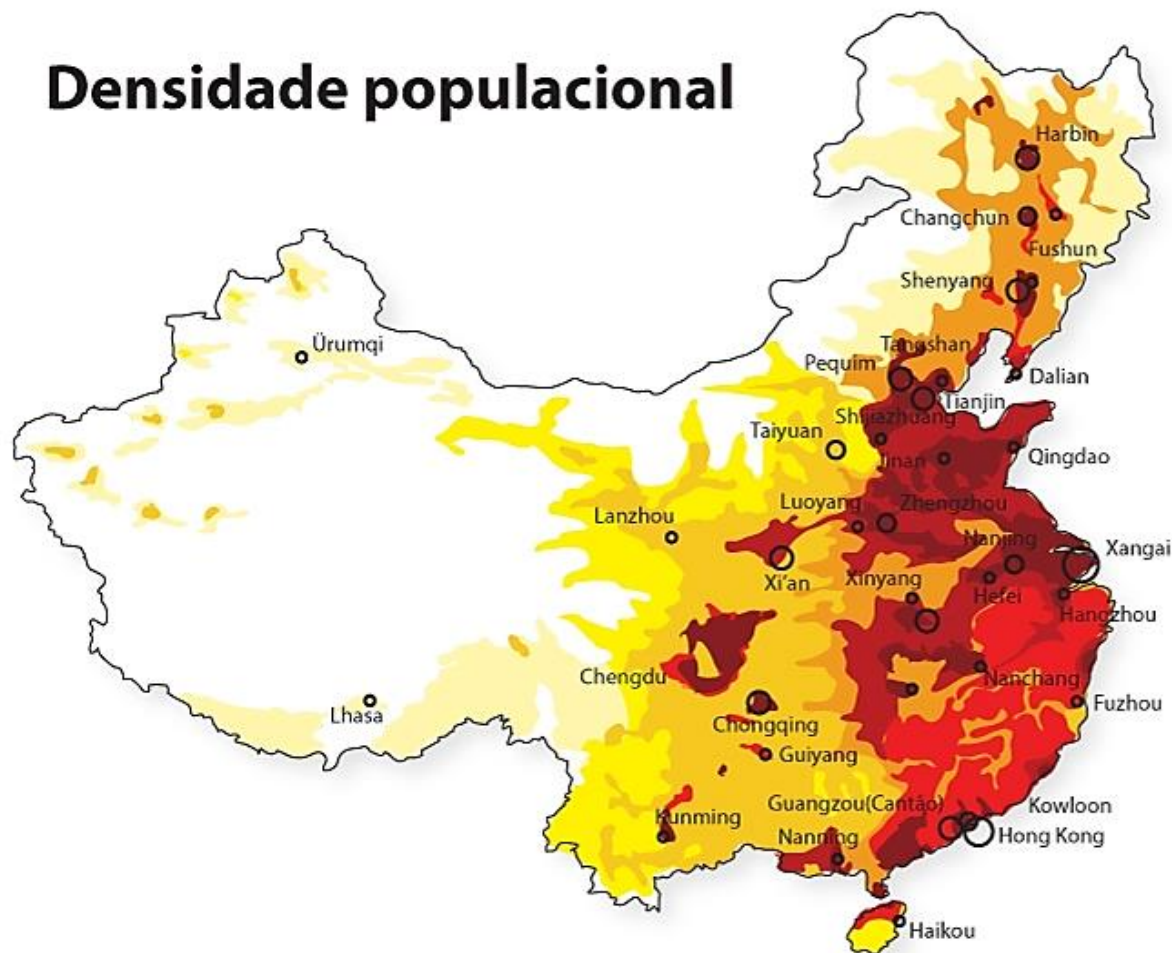 Densidade populacional
Harbin
Changchun
Fushun
Shenyang
Ürumqi
Tangshan
Pequim
Dalian
Tianjin
Shijiazhuang
Taiyuan
Jinan
Qingdao
Luoyang
Zhengzhou
Lanzhou
Nanjing
Xangai
Xi'an
Xinyang
Hefei
Hangzhou
Chengdu
Nanchang
Lhasa
Fuzhou
Chongqing
Guiyang
Guangzou(Cantão)
Kowloon
Kunming
Nanning
Hong Kong
Haikou